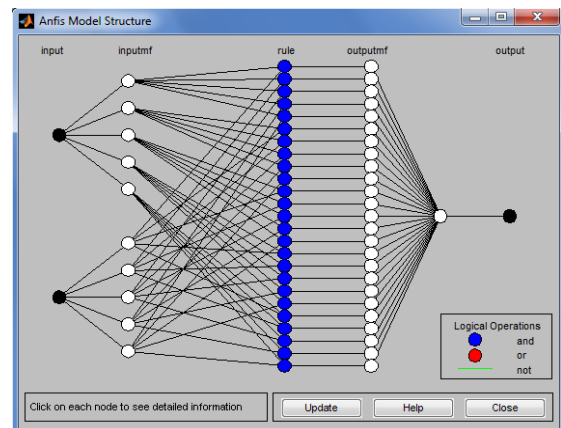 Anfis Model Structure
input inputmf rule outputmf output
Logical Operations
and
or
not
Click on each node to see detailed information
Update Help Close